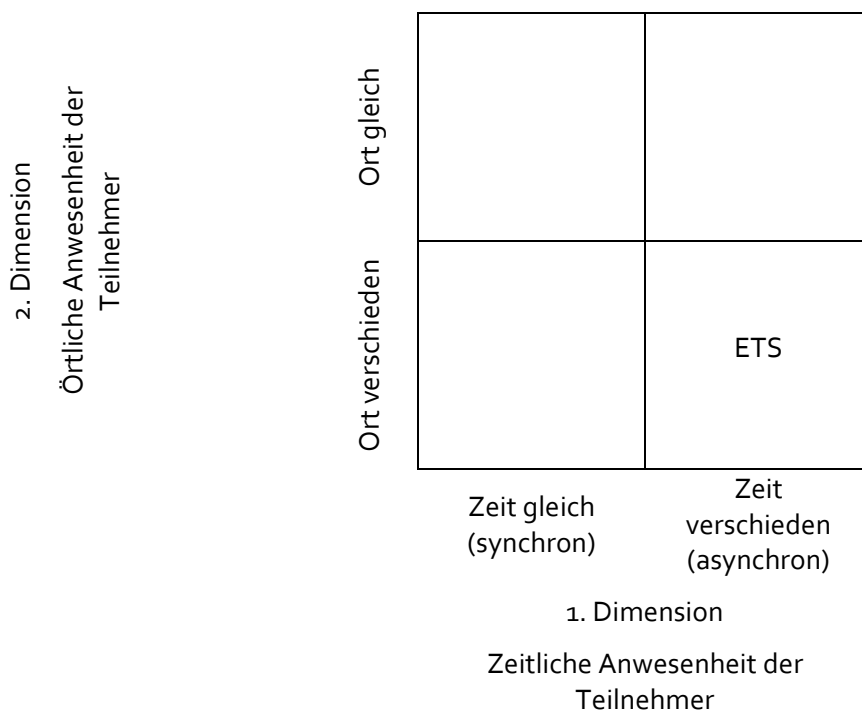 2. Dimension
Örtliche Anwesenheit der
Teilnehmer
Ort gleich
Ort verschieden
ETS
Zeit gleich
(synchron)
Zeit
verschieden
(asynchron)
1. Dimension
Zeitliche Anwesenheit der
Teilnehmer